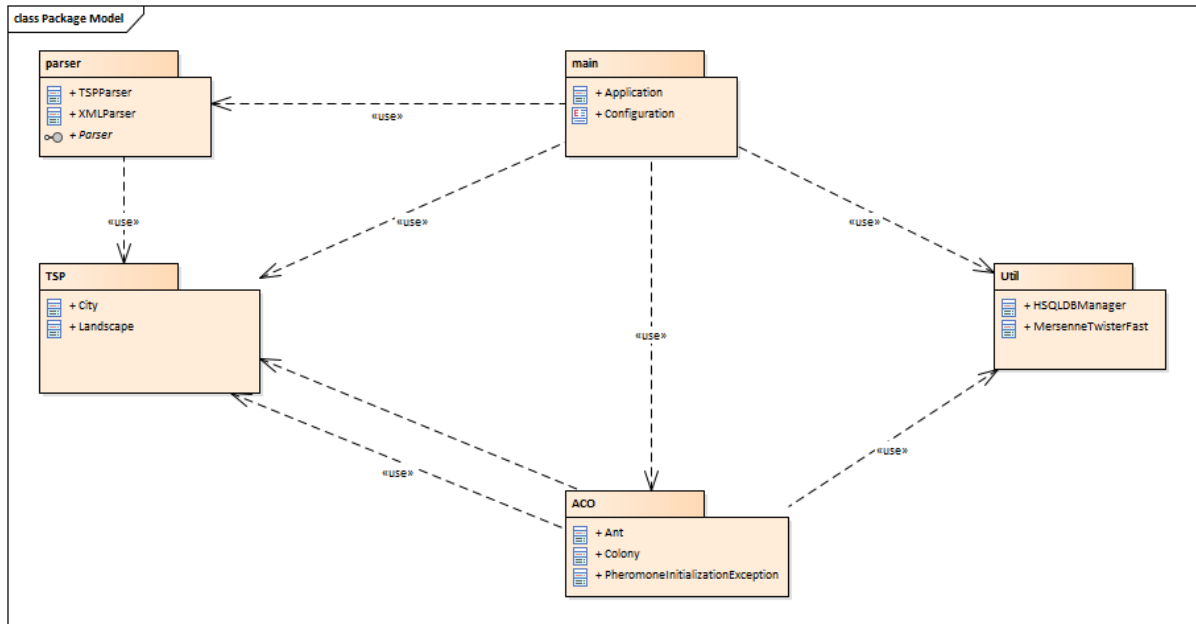 class Package Model
parser
+ TSPParser
+ XMLParser
+ Parser
main
+ Application
E
+ Configuration
«use»
«use»
«use»
«use»
TSP
+ City
+ Landscape
Util
+ HSQLDBManager
+ MersenneTwisterFast
«use»
«use»
«use»
ACO
+ Ant
+ Colony
+ PheromoneInitializationException